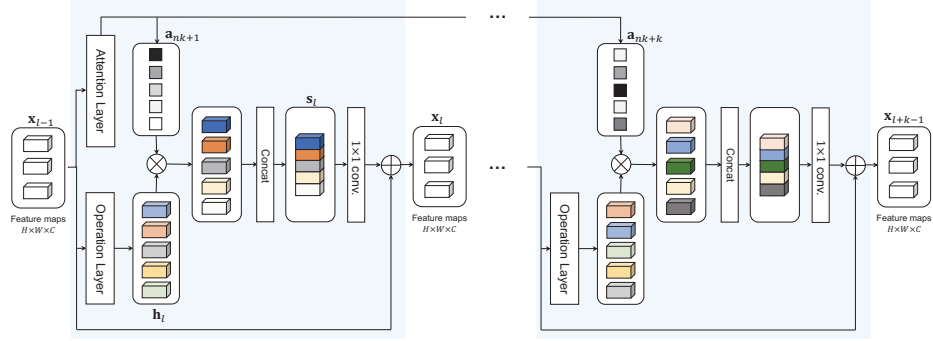 x_{l-1}
Feature maps
H×W×C
Attention Layer
Operation Layer
a_{nk+1}
h_l
Concat
s_l
1×1 conv.
x_l
Feature maps
H×W×C
...
...
Operation Layer
a_{nk+k}
Concat
1×1 conv.
x_{l+k-1}
Feature maps
H×W×C